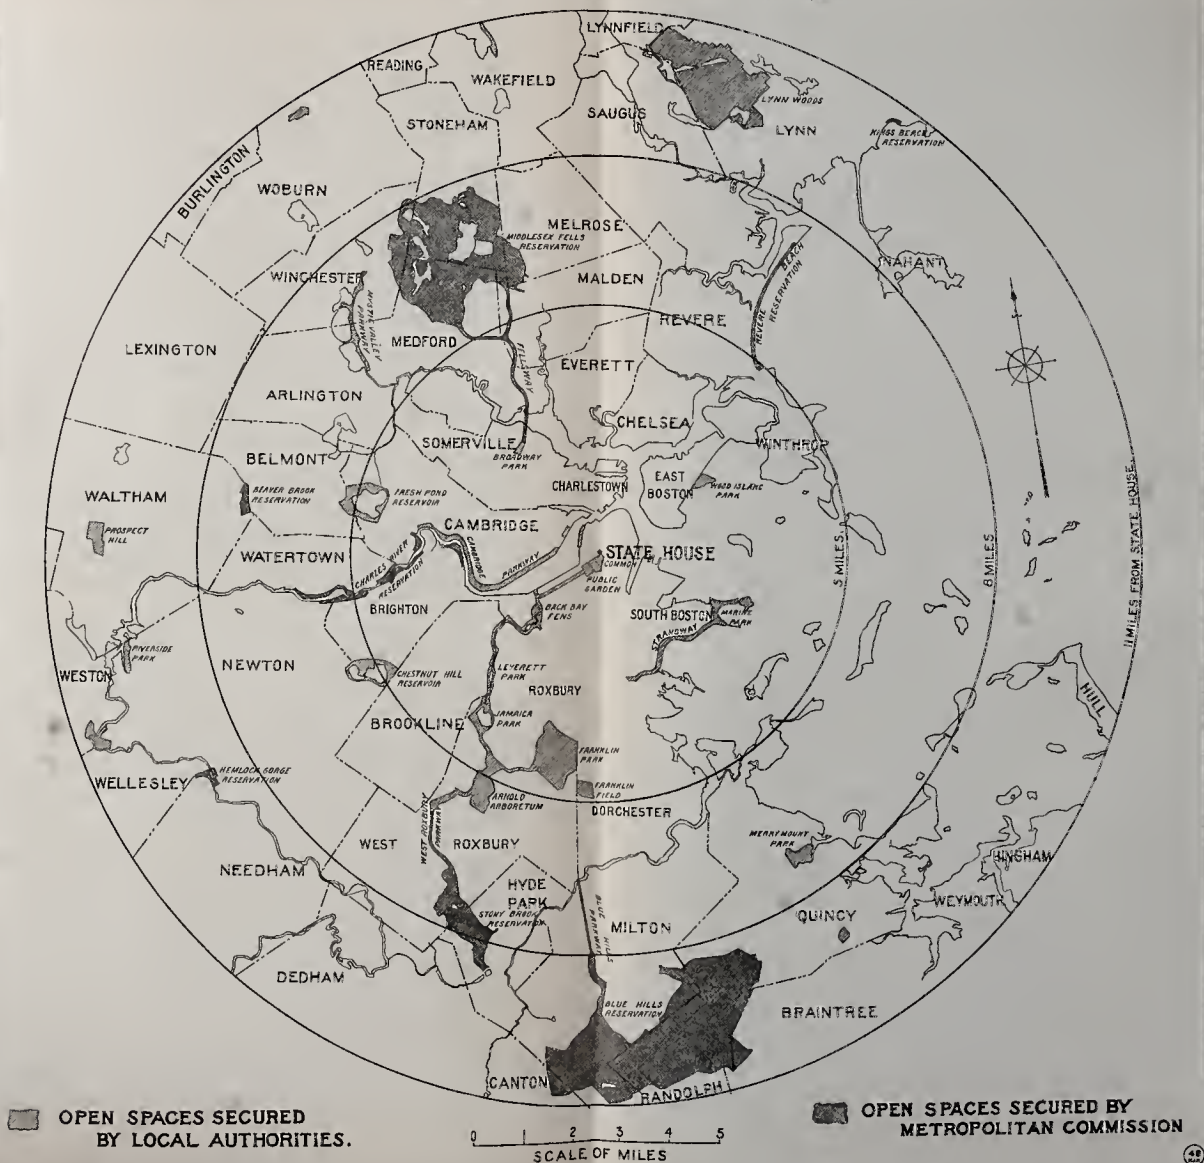 LYNNFIELD
READING
WAKEFIELD
SAUGUS
LYNN WOODS
LYNN
STONEHAM
KINGS BEACH
RESERVATION
BURLINGTON
WOBURN
MELROSE
MIDDLESEX FELLS
RESERVATION
WINCHESTER
MALDEN
NAHANT
REVERE BEACH
RESERVATION
MYSTIC VALLEY
PARKWAY
REVERE
LEXINGTON
MEDFORD
FELLSWAY
EVERETT
ARLINGTON
CHELSEA
SOMERVILLE
WINTHROP
BROADWAY
PARK
BELMONT
EAST
BOSTON
WOOD ISLAND
PARK
CHARLESTOWN
WALTHAM
BEAVER BROOK
RESERVATION
FRESH POND
RESERVOIR
PROSPECT
HILL
CAMBRIDGE
WATERTOWN
CHARLES RIVER
RESERVATION
CAMBRIDGE
PARKWAY
STATE HOUSE
COMMON
PUBLIC
GARDEN
5 MILES.
8 MILES
11 MILES FROM STATE HOUSE.
BRIGHTON
BACK BAY
FENS
SOUTH BOSTON
MARINE
PARK
STRANDWAY
RIVERSIDE
PARK
WESTON
NEWTON
CHESTNUT HILL
RESERVOIR
LEVERETT
PARK
ROXBURY
HULL
BROOKLINE
JAMAICA
PARK
FRANKLIN
PARK
WELLESLEY
HEMLOCK GORGE
RESERVATION
FRANKLIN
FIELD
ARNOLD
ARBORETUM
DORCHESTER
WEST ROXBURY
PARKWAY
WEST
ROXBURY
MERRYMOUNT
PARK
HINGHAM
NEEDHAM
HYDE
PARK
STONY BROOK
RESERVATION
BLUE HILLS
PARKWAY
MILTON
QUINCY
WEYMOUTH
DEDHAM
BLUE HILLS
RESERVATION
BRAINTREE
CANTON
RANDOLPH
OPEN SPACES SECURED
BY LOCAL AUTHORITIES.
OPEN SPACES SECURED BY
METROPOLITAN COMMISSION
0 1 2 3 4 5
SCALE OF MILES